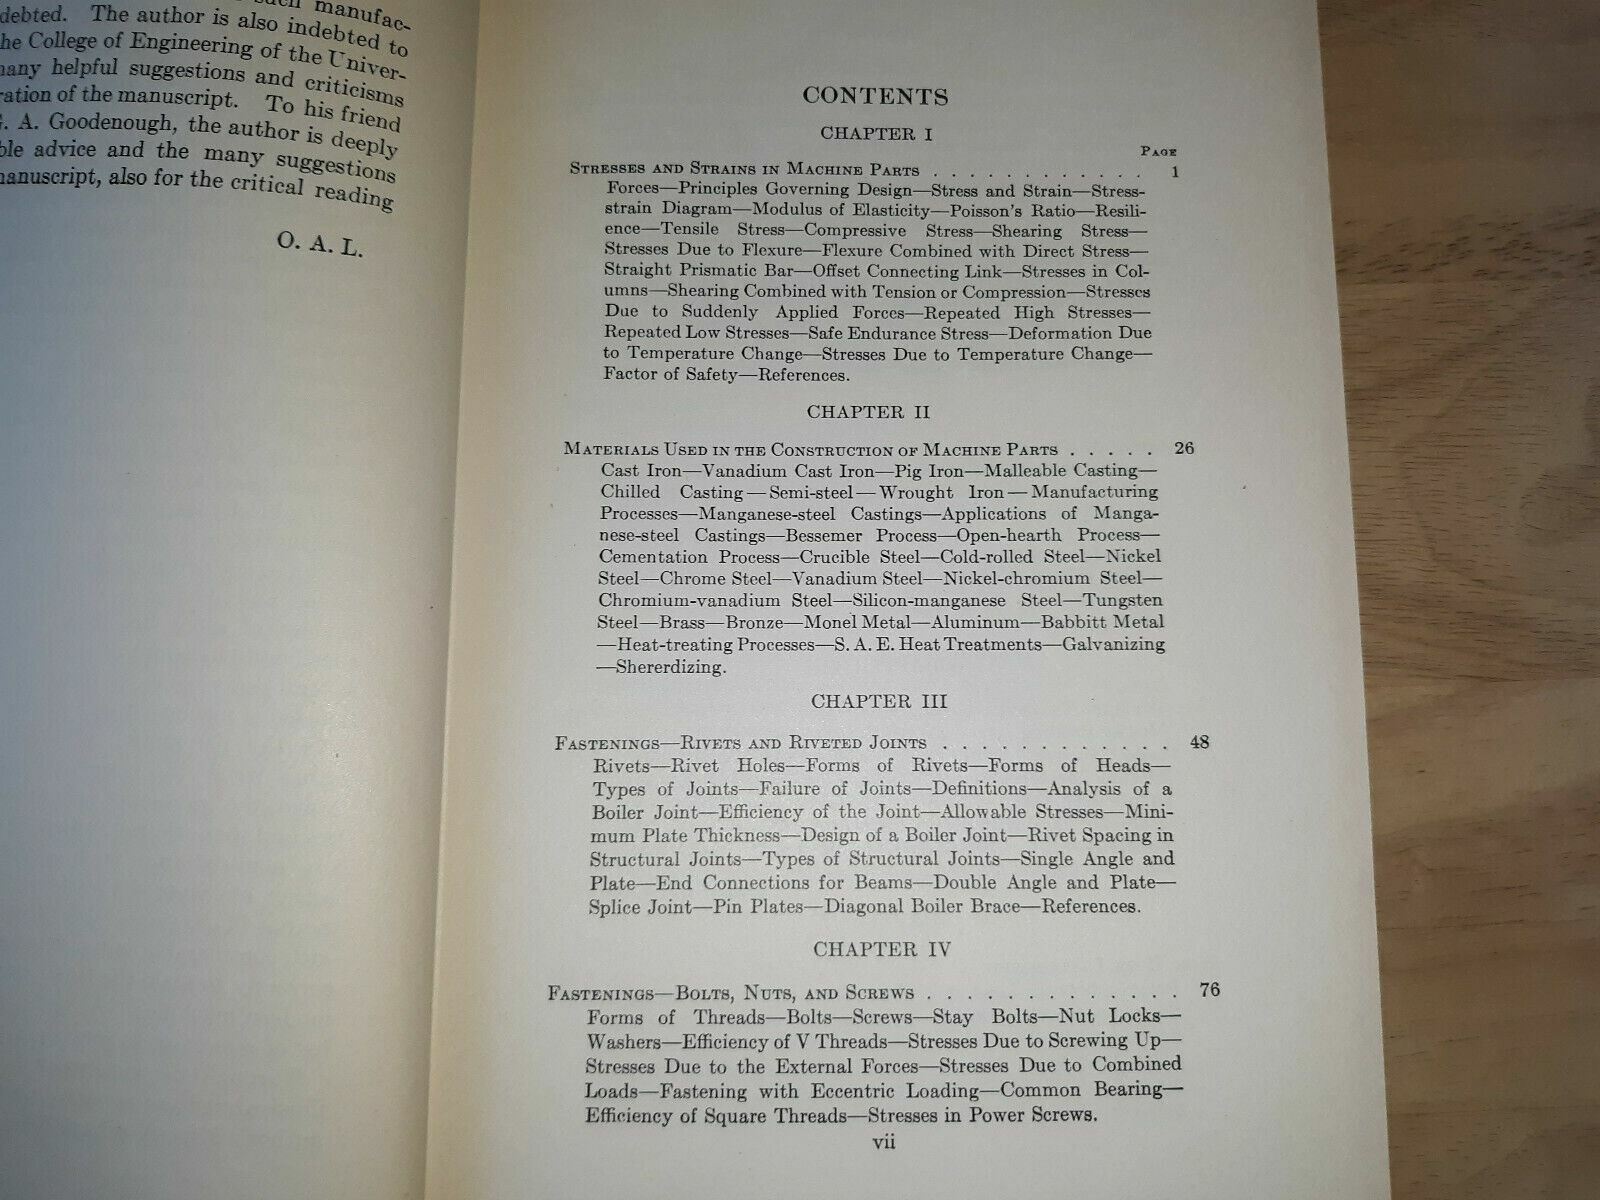 such manufac-
debted. The author is also indebted to
he College of Engineering of the Univer-
many helpful suggestions and criticisms
ration of the manuscript. To his friend
G. A. Goodenough, the author is deeply
ble advice and the many suggestions
manuscript, also for the critical reading
O. A. L.
CONTENTS
CHAPTER I
PAGE
STRESSES AND STRAINS IN MACHINE PARTS . . . . . . . . . . . . 1
Forces—Principles Governing Design—Stress and Strain—Stress-
strain Diagram—Modulus of Elasticity—Poisson's Ratio—Resili-
ence—Tensile Stress—Compressive Stress—Shearing Stress—
Stresses Due to Flexure—Flexure Combined with Direct Stress—
Straight Prismatic Bar—Offset Connecting Link—Stresses in Col-
umns—Shearing Combined with Tension or Compression—Stresses
Due to Suddenly Applied Forces—Repeated High Stresses—
Repeated Low Stresses—Safe Endurance Stress—Deformation Due
to Temperature Change—Stresses Due to Temperature Change—
Factor of Safety—References.
CHAPTER II
MATERIALS USED IN THE CONSTRUCTION OF MACHINE PARTS . . . . . 26
Cast Iron—Vanadium Cast Iron—Pig Iron—Malleable Casting—
Chilled Casting—Semi-steel—Wrought Iron—Manufacturing
Processes—Manganese-steel Castings—Applications of Manga-
nese-steel Castings—Bessemer Process—Open-hearth Process—
Cementation Process—Crucible Steel—Cold-rolled Steel—Nickel
Steel—Chrome Steel—Vanadium Steel—Nickel-chromium Steel—
Chromium-vanadium Steel—Silicon-manganese Steel—Tungsten
Steel—Brass—Bronze—Monel Metal—Aluminum—Babbitt Metal
—Heat-treating Processes—S. A. E. Heat Treatments—Galvanizing
—Shererdizing.
CHAPTER III
FASTENINGS—RIVETS AND RIVETED JOINTS . . . . . . . . . . . . 48
Rivets—Rivet Holes—Forms of Rivets—Forms of Heads—
Types of Joints—Failure of Joints—Definitions—Analysis of a
Boiler Joint—Efficiency of the Joint—Allowable Stresses—Mini-
mum Plate Thickness—Design of a Boiler Joint—Rivet Spacing in
Structural Joints—Types of Structural Joints—Single Angle and
Plate—End Connections for Beams—Double Angle and Plate—
Splice Joint—Pin Plates—Diagonal Boiler Brace—References.
CHAPTER IV
FASTENINGS—BOLTS, NUTS, AND SCREWS . . . . . . . . . . . . . 76
Forms of Threads—Bolts—Screws—Stay Bolts—Nut Locks—
Washers—Efficiency of V Threads—Stresses Due to Screwing Up—
Stresses Due to the External Forces—Stresses Due to Combined
Loads—Fastening with Eccentric Loading—Common Bearing—
Efficiency of Square Threads—Stresses in Power Screws.
vii